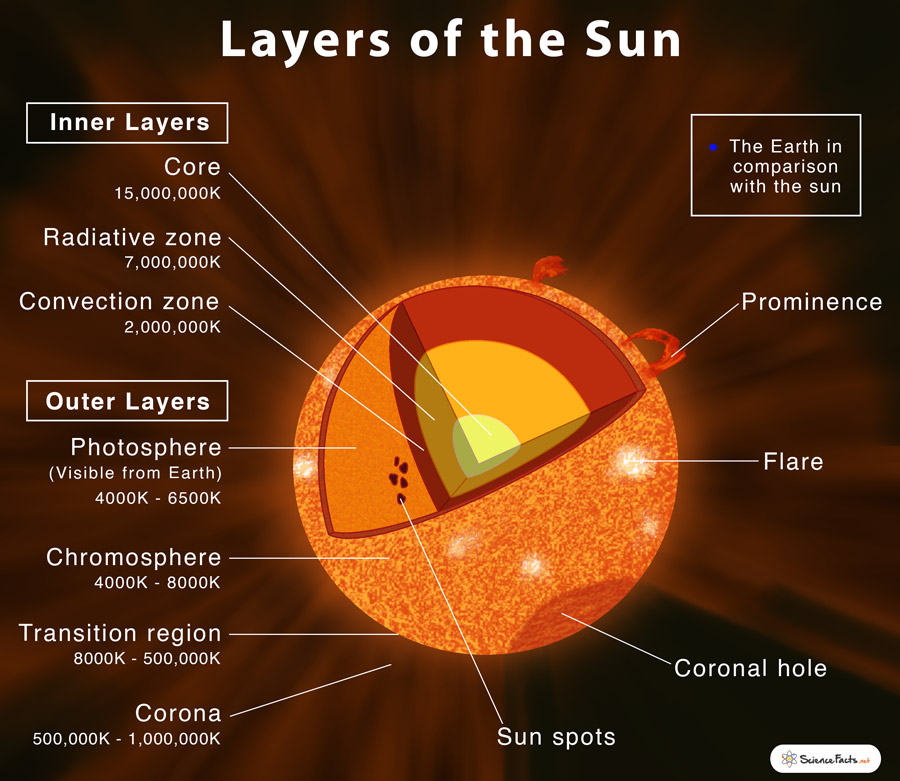 Layers of the Sun
Inner Layers
Core
15,000,000K
Radiative zone
7,000,000K
Convection zone
2,000,000K
Outer Layers
Photosphere
(Visible from Earth)
4000K - 6500K
Chromosphere
4000K - 8000K
Transition region
8000K - 500,000K
Corona
500,000K - 1,000,000K
The Earth in
comparison
with the sun
Prominence
Flare
Coronal hole
Sun spots
ScienceFacts.net